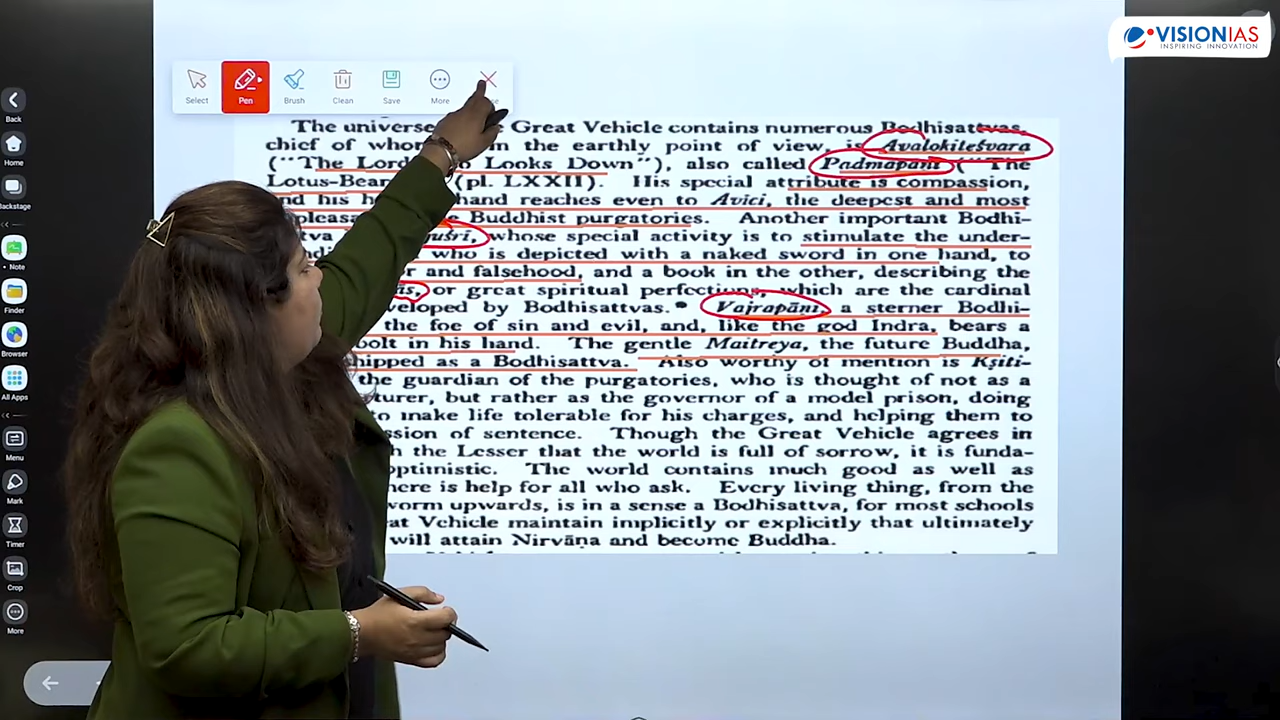 VISIONIAS
INSPIRING INNOVATION
Select
Pen
Brush
Clean
Save
More
Back
Home
Backstage
Note
Finder
Browser
All Apps
Menu
Mark
Timer
Crop
More
The universe Great Vehicle contains numerous Bodhisattvas,
chief of the earthly point of view, is Avalokiteśvara
("The Lord Looks Down"), also called Padmapāni ("The
(pl. LXXII). His special attribute is compassion,
and his hand reaches even to Avici, the deepest and most
Buddhist purgatories. Another important Bodhi-
whose special activity is to stimulate the under-
who is depicted with a naked sword in one hand, to
and falsehood, and a book in the other, describing the
or great spiritual perfections, which are the cardinal
by Bodhisattvas. Vajrapāni, a sterner Bodhi-
the foe of sin and evil, and, like the god Indra, bears a
in his hand. The gentle Maitreya, the future Buddha,
as a Bodhisattva. Also worthy of mention is Kṣiti-
the guardian of the purgatories, who is thought of not as a
but rather as the governor of a model prison, doing
to make life tolerable for his charges, and helping them to
of sentence. Though the Great Vehicle agrees in
the Lesser that the world is full of sorrow, it is funda-
optimistic. The world contains much good as well as
there is help for all who ask. Every living thing, from the
worm upwards, is in a sense a Bodhisattva, for most schools
Vehicle maintain implicitly or explicitly that ultimately
will attain Nirvāṇa and become Buddha.